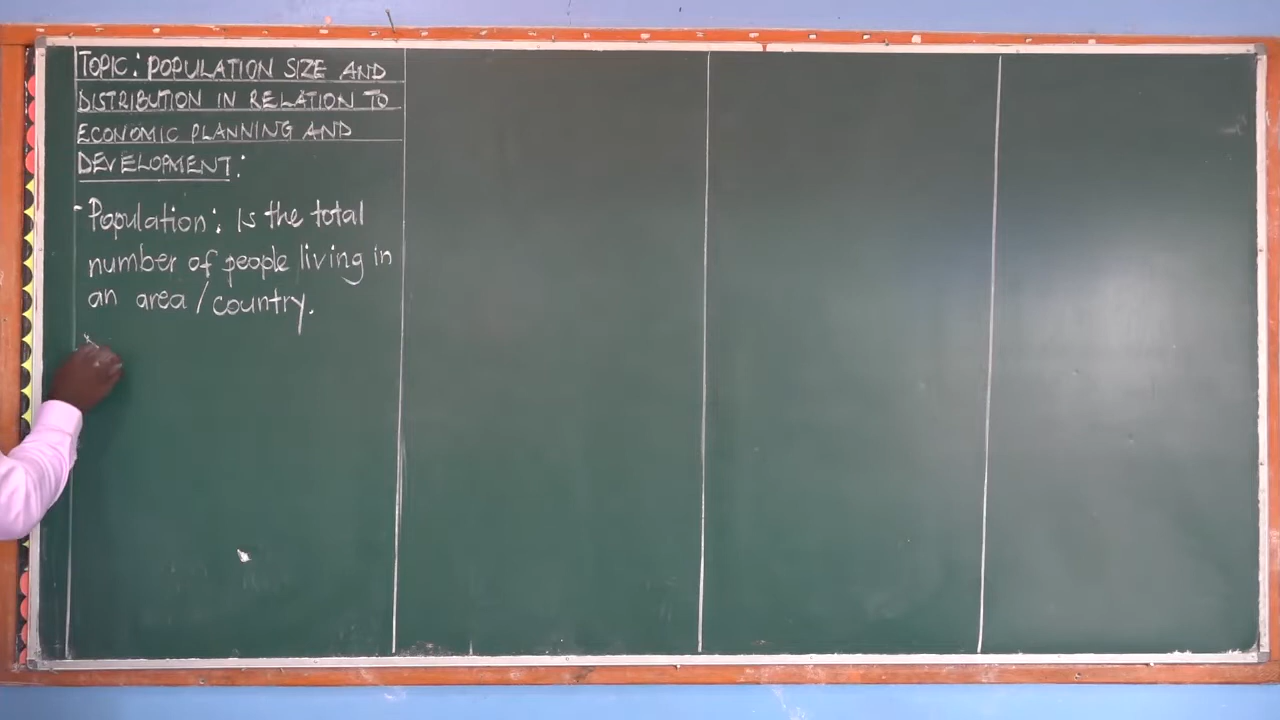 TOPIC: POPULATION SIZE AND
DISTRIBUTION IN RELATION TO
ECONOMIC PLANNING AND
DEVELOPMENT:
- Population: Is the total
number of people living in
an area/country.